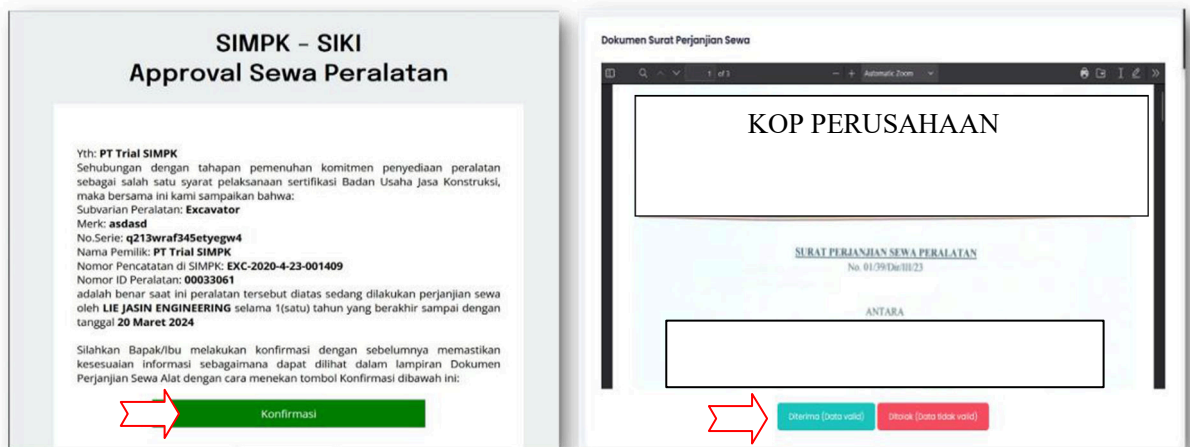 SIMPK – SIKI
Approval Sewa Peralatan
Yth: PT Trial SIMPK
Sehubungan dengan tahapan pemenuhan komitmen penyediaan peralatan
sebagai salah satu syarat pelaksanaan sertifikasi Badan Usaha Jasa Konstruksi,
maka bersama ini kami sampaikan bahwa:
Subvarian Peralatan: Excavator
Merk: asdasd
No.Serie: q213wraf345etyegw4
Nama Pemilik: PT Trial SIMPK
Nomor Pencatatan di SIMPK: EXC-2020-4-23-001409
Nomor ID Peralatan: 00033061
adalah benar saat ini peralatan tersebut diatas sedang dilakukan perjanjian sewa
oleh LIE JASIN ENGINEERING selama 1(satu) tahun yang berakhir sampai dengan
tanggal 20 Maret 2024
Silahkan Bapak/Ibu melakukan konfirmasi dengan sebelumnya memastikan
kesesuaian informasi sebagaimana dapat dilihat dalam lampiran Dokumen
Perjanjian Sewa Alat dengan cara menekan tombol Konfirmasi dibawah ini:
Konfirmasi
Dokumen Surat Perjanjian Sewa
1 of 3
Automatic Zoom
KOP PERUSAHAAN
SURAT PERJANJIAN SEWA PERALATAN
No. 01/39/Dir/III/23
ANTARA
Diterima (Data valid)
Ditolak (Data tidak valid)